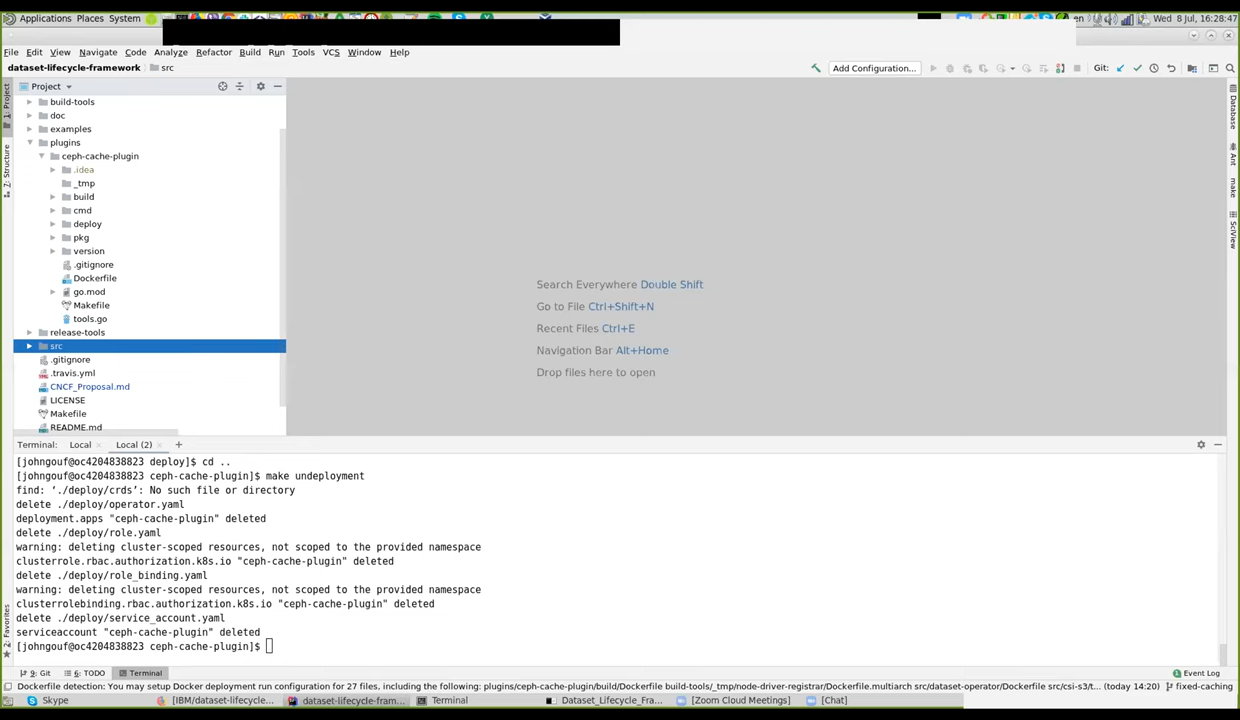 Applications Places System
en
Wed 8 Jul, 16:28:47
File Edit View Navigate Code Analyze Refactor Build Run Tools VCS Window Help
dataset-lifecycle-framework src
Add Configuration...
Git:
1: Project
Z: Structure
2: Favorites
Project
build-tools
doc
examples
plugins
ceph-cache-plugin
.idea
_tmp
build
cmd
deploy
pkg
version
.gitignore
Dockerfile
go.mod
Makefile
tools.go
release-tools
src
.gitignore
.travis.yml
CNCF_Proposal.md
LICENSE
Makefile
README.md
Search Everywhere Double Shift
Go to File Ctrl+Shift+N
Recent Files Ctrl+E
Navigation Bar Alt+Home
Drop files here to open
Database
Ant
make
SciView
Terminal: Local Local (2)
[johngouf@oc4204838823 deploy]$ cd ..
[johngouf@oc4204838823 ceph-cache-plugin]$ make undeployment
find: ‘./deploy/crds’: No such file or directory
delete ./deploy/operator.yaml
deployment.apps "ceph-cache-plugin" deleted
delete ./deploy/role.yaml
warning: deleting cluster-scoped resources, not scoped to the provided namespace
clusterrole.rbac.authorization.k8s.io "ceph-cache-plugin" deleted
delete ./deploy/role_binding.yaml
warning: deleting cluster-scoped resources, not scoped to the provided namespace
clusterrolebinding.rbac.authorization.k8s.io "ceph-cache-plugin" deleted
delete ./deploy/service_account.yaml
serviceaccount "ceph-cache-plugin" deleted
[johngouf@oc4204838823 ceph-cache-plugin]$
9: Git 6: TODO Terminal
Event Log
Dockerfile detection: You may setup Docker deployment run configuration for 27 files, including the following: plugins/ceph-cache-plugin/build/Dockerfile build-tools/_tmp/node-driver-registrar/Dockerfile.multiarch src/dataset-operator/Dockerfile src/csi-s3/t... (today 14:20)
fixed-caching
Skype
[IBM/dataset-lifecycle...
dataset-lifecycle-fram...
Terminal
Dataset_Lifecycle_Fra...
[Zoom Cloud Meetings]
[Chat]